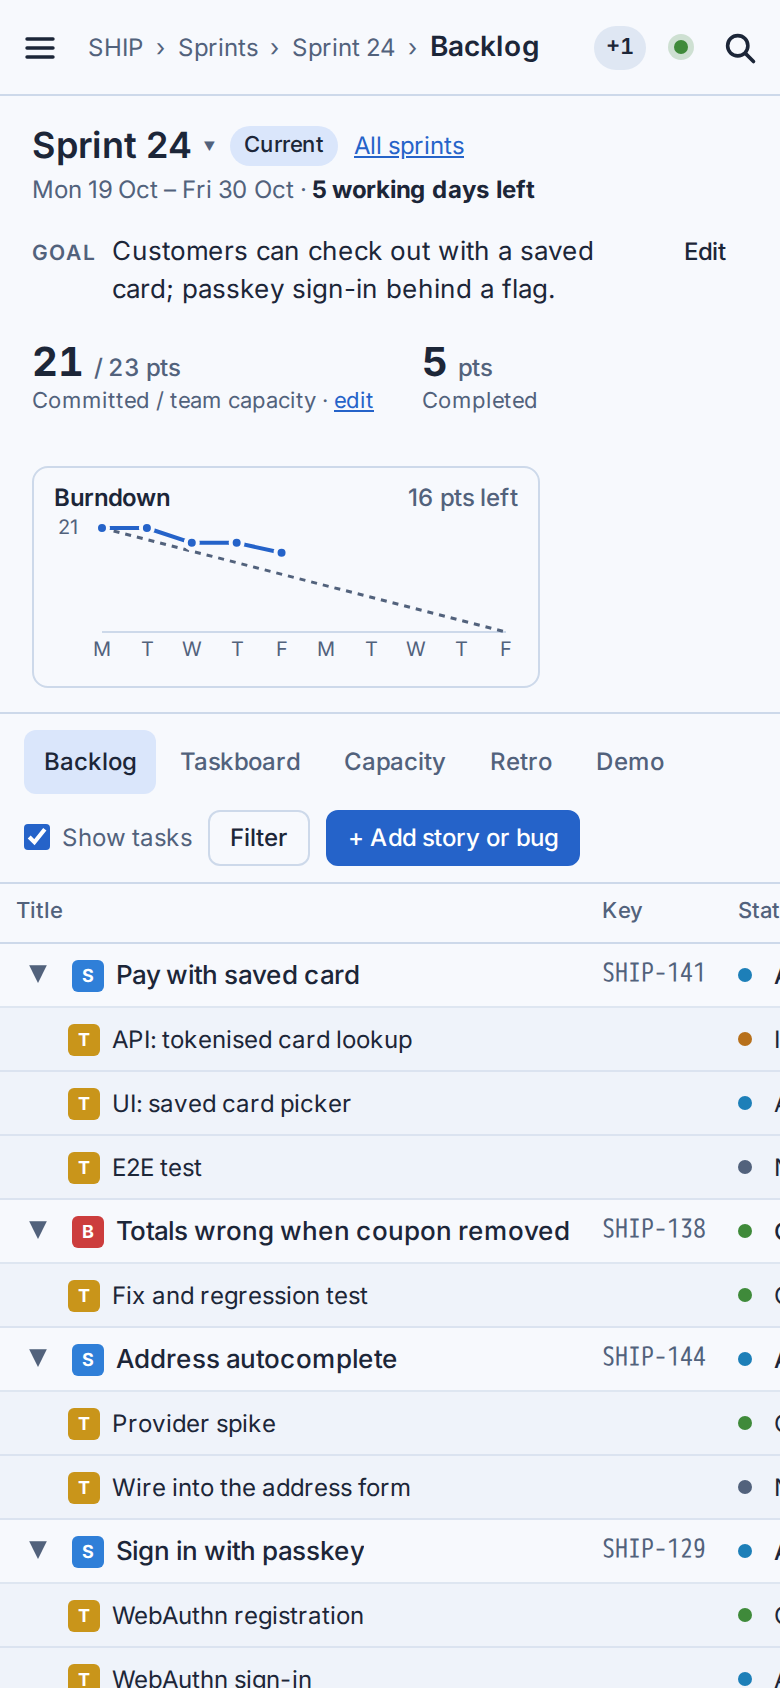 SHIP › Sprints › Sprint 24 › Backlog +1
Sprint 24 ▾ Current All sprints
Mon 19 Oct – Fri 30 Oct · 5 working days left
GOAL Customers can check out with a saved Edit
card; passkey sign-in behind a flag.
21 / 23 pts 5 pts
Committed / team capacity · edit Completed
Burndown 16 pts left
21
M T W T F M T W T F
Backlog Taskboard Capacity Retro Demo
Show tasks Filter + Add story or bug
Title Key Stat
S Pay with saved card SHIP-141
T API: tokenised card lookup
T UI: saved card picker
T E2E test
B Totals wrong when coupon removed SHIP-138
T Fix and regression test
S Address autocomplete SHIP-144
T Provider spike
T Wire into the address form
S Sign in with passkey SHIP-129
T WebAuthn registration
T WebAuthn sign-in